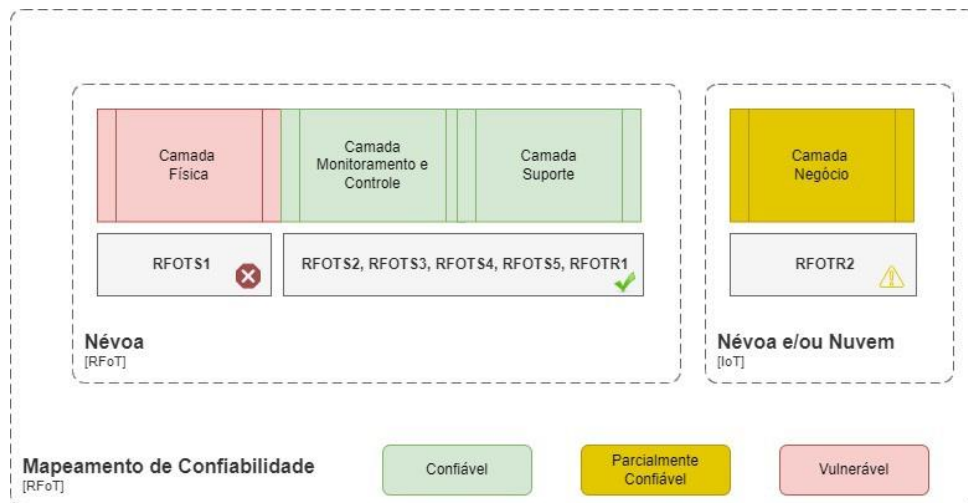 Camada
Física
Camada
Monitoramento e
Controle
Camada
Suporte
Camada
Negócio
RFOTS1
RFOTS2, RFOTS3, RFOTS4, RFOTS5, RFOTR1
RFOTR2
Névoa
[RFoT]
Névoa e/ou Nuvem
[IoT]
Mapeamento de Confiabilidade
[RFoT]
Confiável
Parcialmente
Confiável
Vulnerável